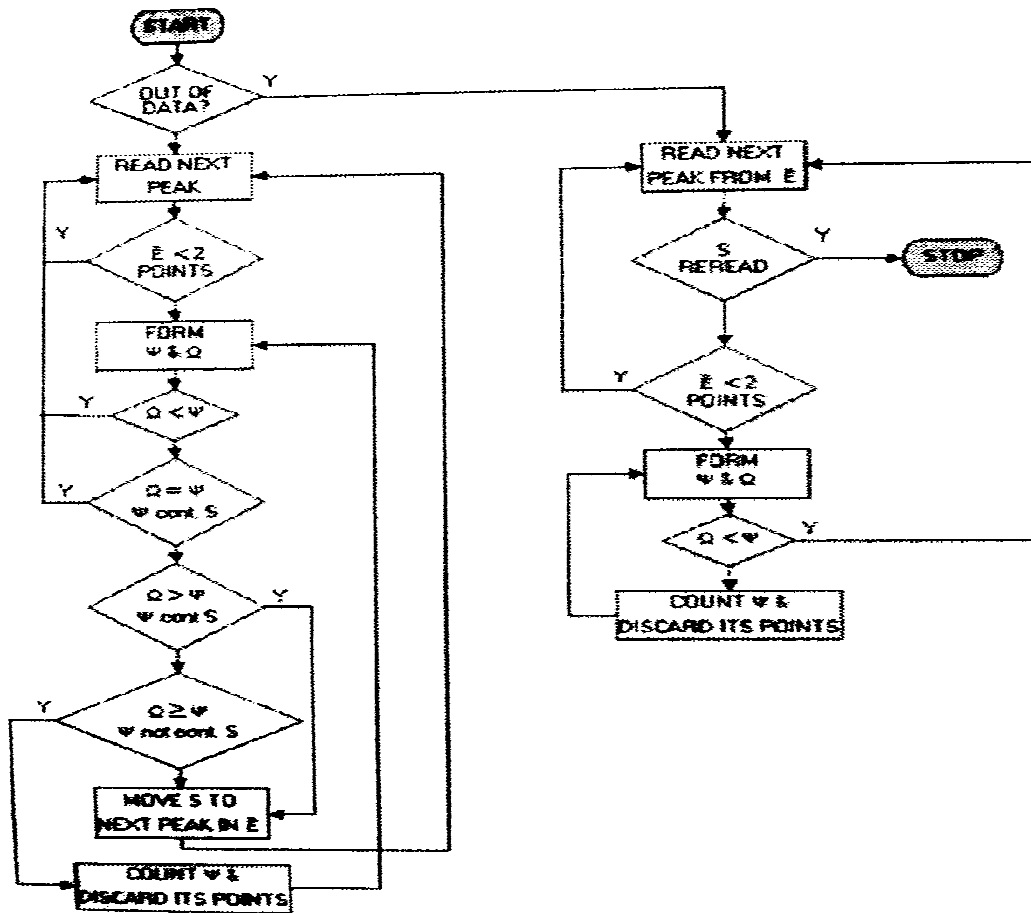 START
Y
OUT OF
DATA?
READ NEXT
PEAK
Y
Ē < 2
POINTS
FORM
Ψ & Ω
Y
Ω < Ψ
Y
Ω = Ψ
Ψ cont. S
Ω > Ψ
Y
Ψ cont S
Y
Ω ≥ Ψ
Ψ not cont. S
MOVE S TO
NEXT PEAK IN Ē
COUNT Ψ &
DISCARD ITS POINTS
READ NEXT
PEAK FROM Ē
S
REREAD
Y
STOP
Y
Ē < 2
POINTS
FORM
Ψ & Ω
Ω < Ψ
Y
COUNT Ψ &
DISCARD ITS POINTS